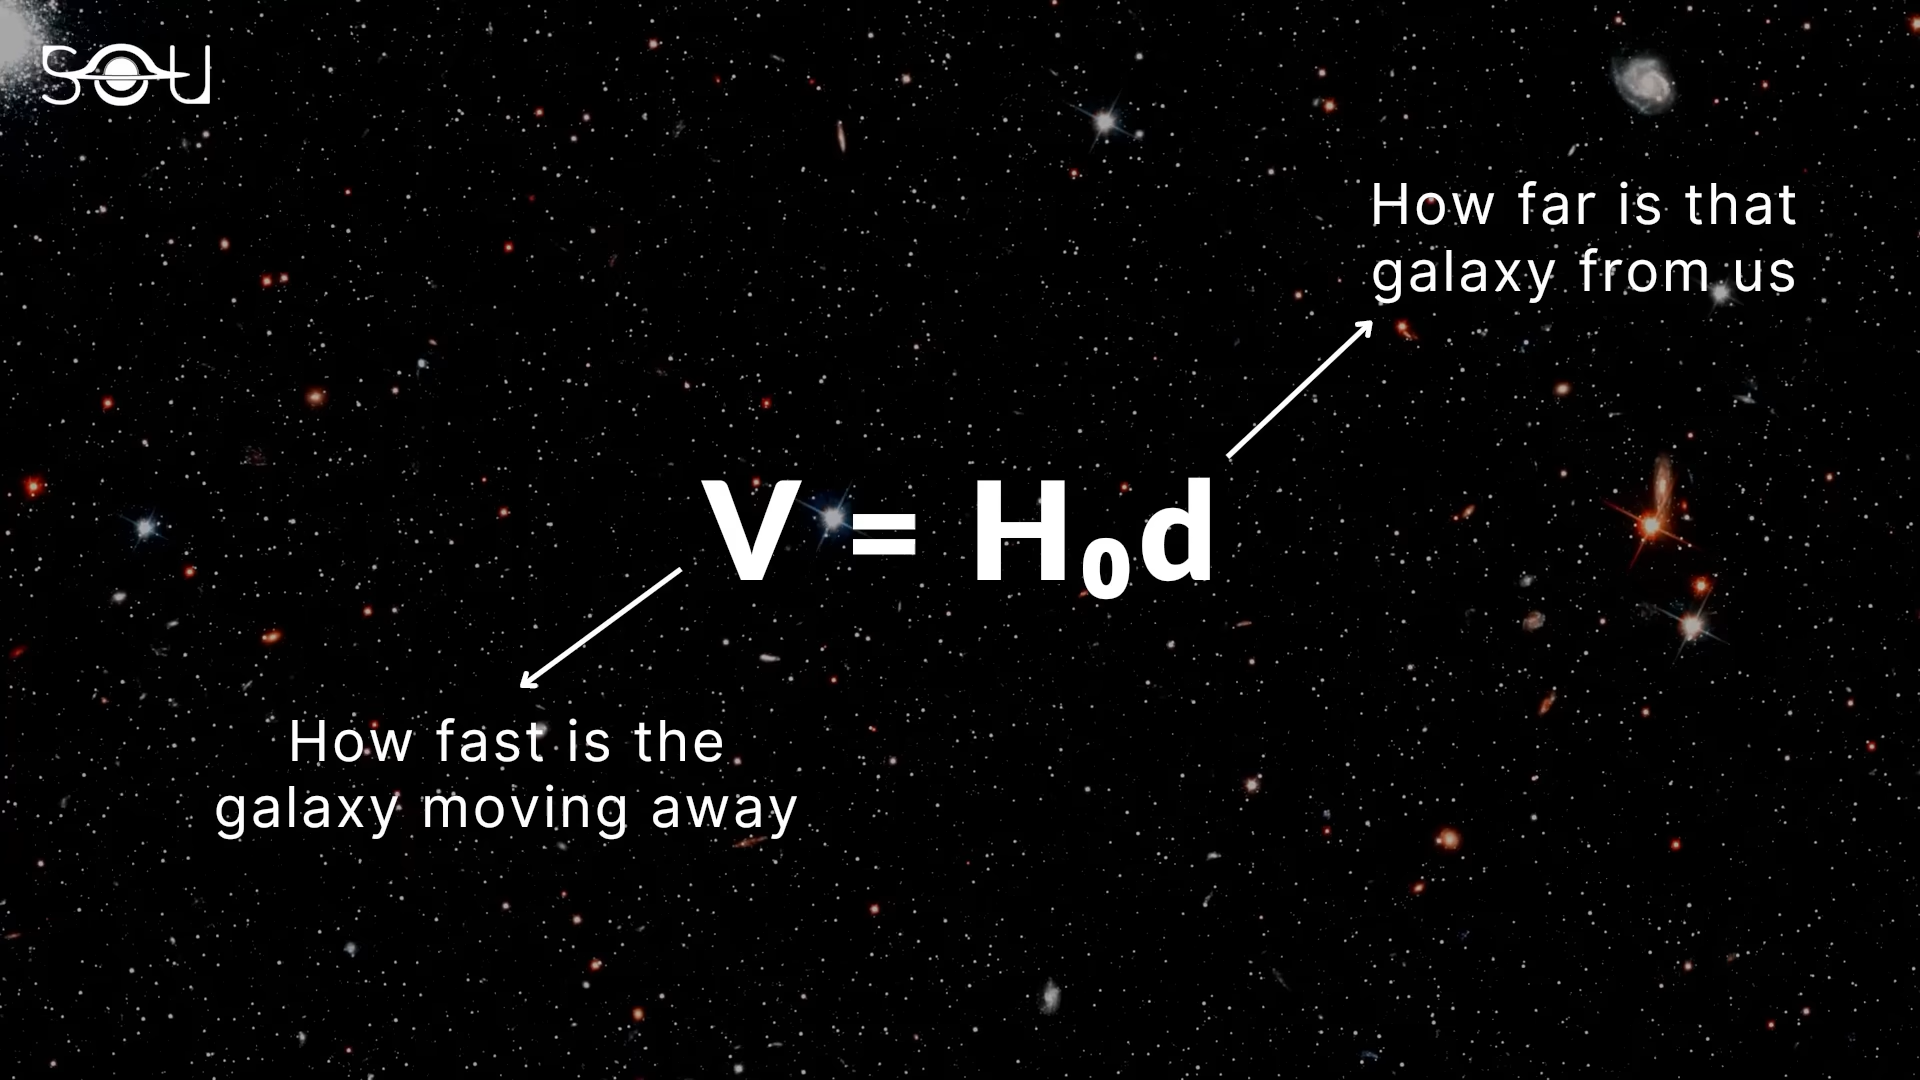 SOU
How far is that
galaxy from us
V = H₀d
How fast is the
galaxy moving away